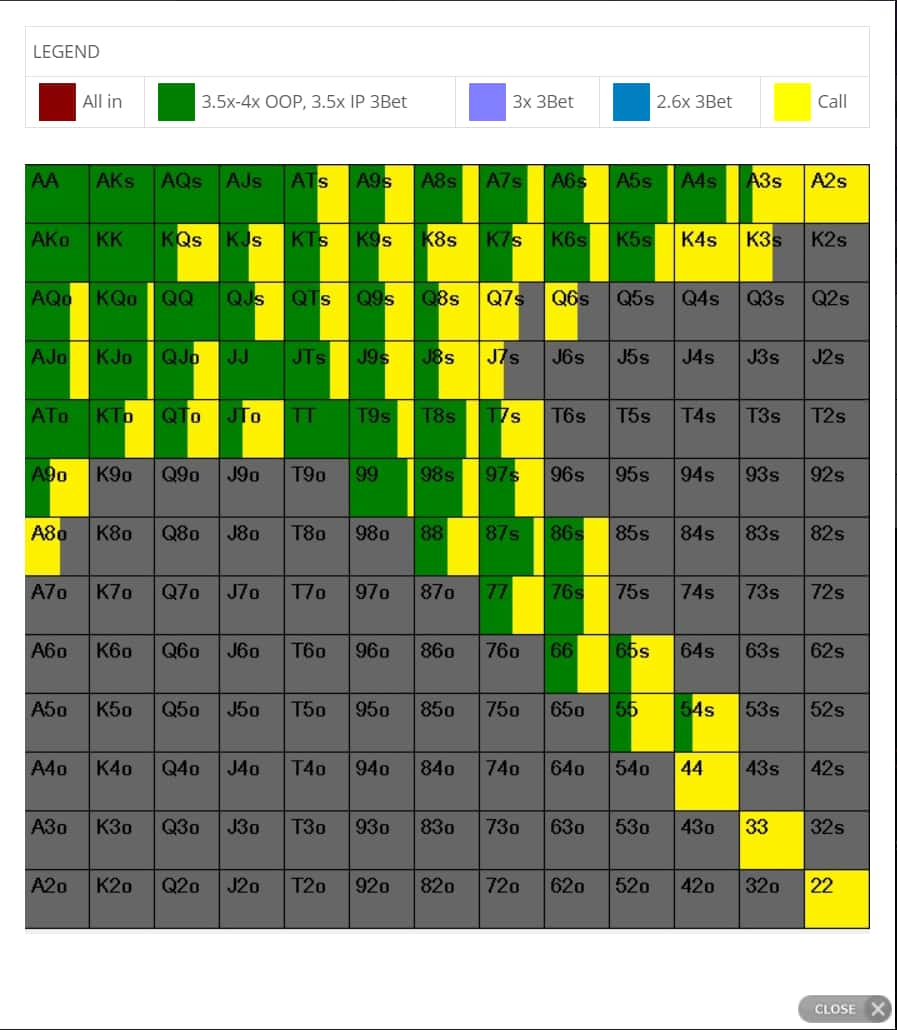 LEGEND
All in 3.5x-4x OOP, 3.5x IP 3Bet 3x 3Bet 2.6x 3Bet Call
AA AKs AQs AJs ATs A9s A8s A7s A6s A5s A4s A3s A2s
AKo KK KQs KJs KTs K9s K8s K7s K6s K5s K4s K3s K2s
AQo KQo QQ QJs QTs Q9s Q8s Q7s Q6s Q5s Q4s Q3s Q2s
AJo KJo QJo JJ JTs J9s J8s J7s J6s J5s J4s J3s J2s
ATo KTo QTo JTo TT T9s T8s T7s T6s T5s T4s T3s T2s
A9o K9o Q9o J9o T9o 99 98s 97s 96s 95s 94s 93s 92s
A8o K8o Q8o J8o T8o 98o 88 87s 86s 85s 84s 83s 82s
A7o K7o Q7o J7o T7o 97o 87o 77 76s 75s 74s 73s 72s
A6o K6o Q6o J6o T6o 96o 86o 76o 66 65s 64s 63s 62s
A5o K5o Q5o J5o T5o 95o 85o 75o 65o 55 54s 53s 52s
A4o K4o Q4o J4o T4o 94o 84o 74o 64o 54o 44 43s 42s
A3o K3o Q3o J3o T3o 93o 83o 73o 63o 53o 43o 33 32s
A2o K2o Q2o J2o T2o 92o 82o 72o 62o 52o 42o 32o 22
CLOSE